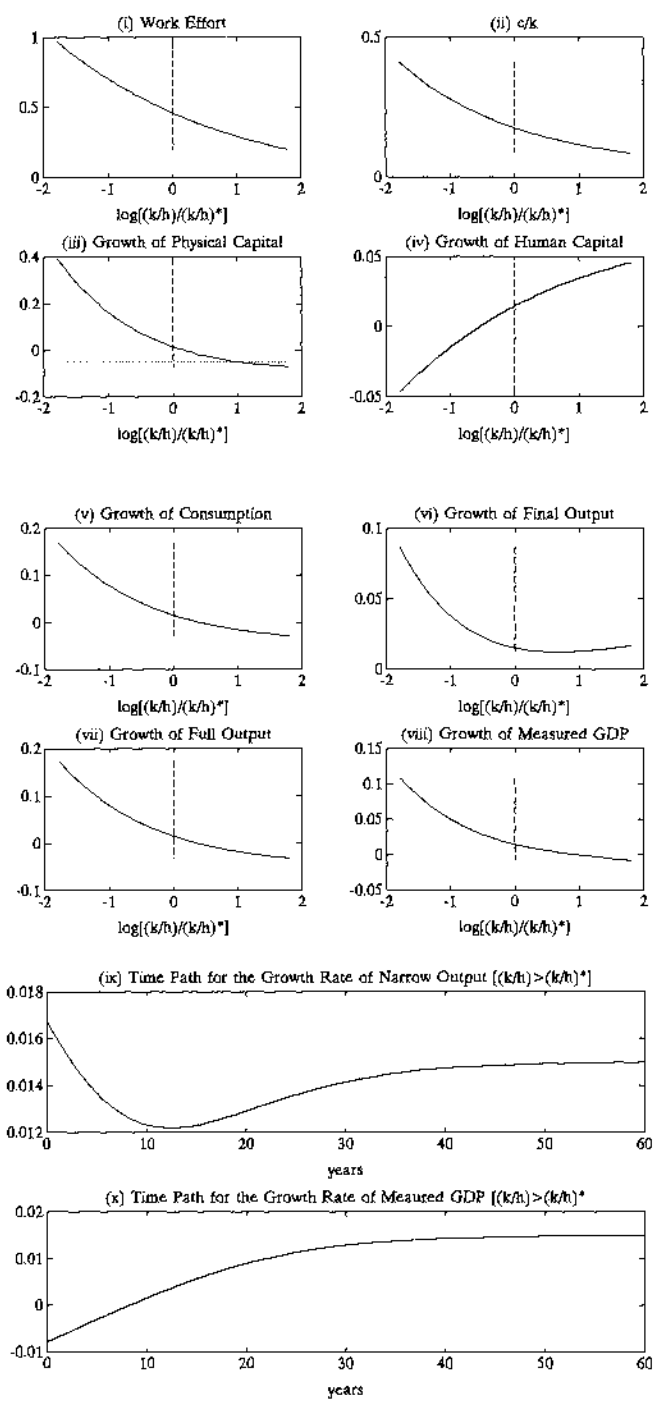 (i) Work Effort
1
0.5
0
-2 -1 0 1 2
log[(k/h)/(k/h)*]
(ii) c/k
0.5
0
-2 -1 0 1 2
log[(k/h)/(k/h)*]
(iii) Growth of Physical Capital
0.4
0.2
0
-0.2
-2 -1 0 1 2
log[(k/h)/(k/h)*]
(iv) Growth of Human Capital
0.05
0
-0.05
-2 -1 0 1 2
log[(k/h)/(k/h)*]
(v) Growth of Consumption
0.2
0.1
0
-0.1
-2 -1 0 1 2
log[(k/h)/(k/h)*]
(vi) Growth of Final Output
0.1
0.05
0
-2 -1 0 1 2
log[(k/h)/(k/h)*]
(vii) Growth of Full Output
0.2
0.1
0
-0.1
-2 -1 0 1 2
log[(k/h)/(k/h)*]
(viii) Growth of Measured GDP
0.15
0.1
0.05
0
-0.05
-2 -1 0 1 2
log[(k/h)/(k/h)*]
(ix) Time Path for the Growth Rate of Narrow Output [(k/h)>(k/h)*]
0.018
0.016
0.014
0.012
0 10 20 30 40 50 60
years
(x) Time Path for the Growth Rate of Meaured GDP [(k/h)>(k/h)*
0.02
0.01
0
-0.01
0 10 20 30 40 50 60
years